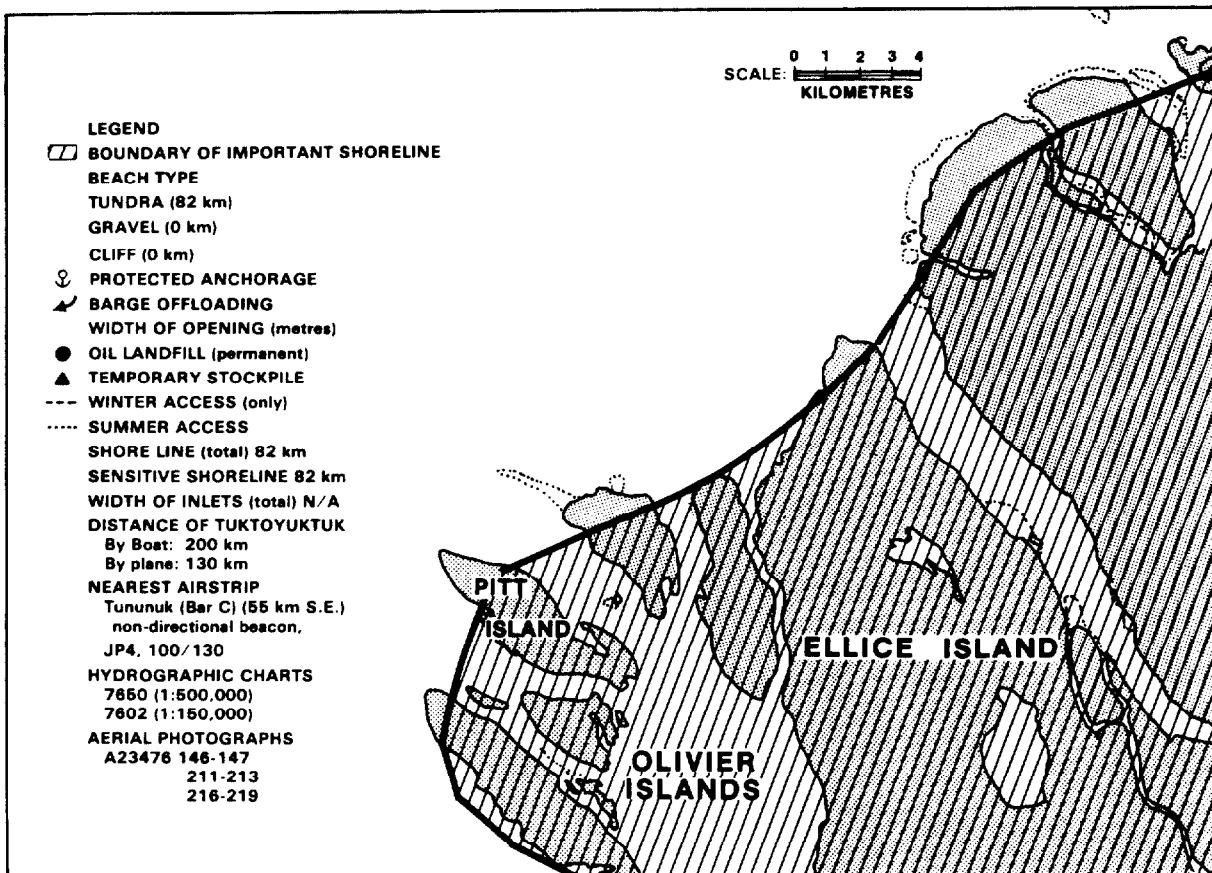 0 1 2 3 4
SCALE:
KILOMETRES
LEGEND
BOUNDARY OF IMPORTANT SHORELINE
BEACH TYPE
TUNDRA (82 km)
GRAVEL (0 km)
CLIFF (0 km)
PROTECTED ANCHORAGE
BARGE OFFLOADING
WIDTH OF OPENING (metres)
OIL LANDFILL (permanent)
TEMPORARY STOCKPILE
WINTER ACCESS (only)
SUMMER ACCESS
SHORE LINE (total) 82 km
SENSITIVE SHORELINE 82 km
WIDTH OF INLETS (total) N/A
DISTANCE OF TUKTOYUKTUK
By Boat: 200 km
By plane: 130 km
NEAREST AIRSTRIP
Tununuk (Bar C) (55 km S.E.)
non-directional beacon,
JP4, 100/130
HYDROGRAPHIC CHARTS
7650 (1:500,000)
7602 (1:150,000)
AERIAL PHOTOGRAPHS
A23476 146-147
211-213
216-219
PITT
ISLAND
ELLICE ISLAND
OLIVIER
ISLANDS